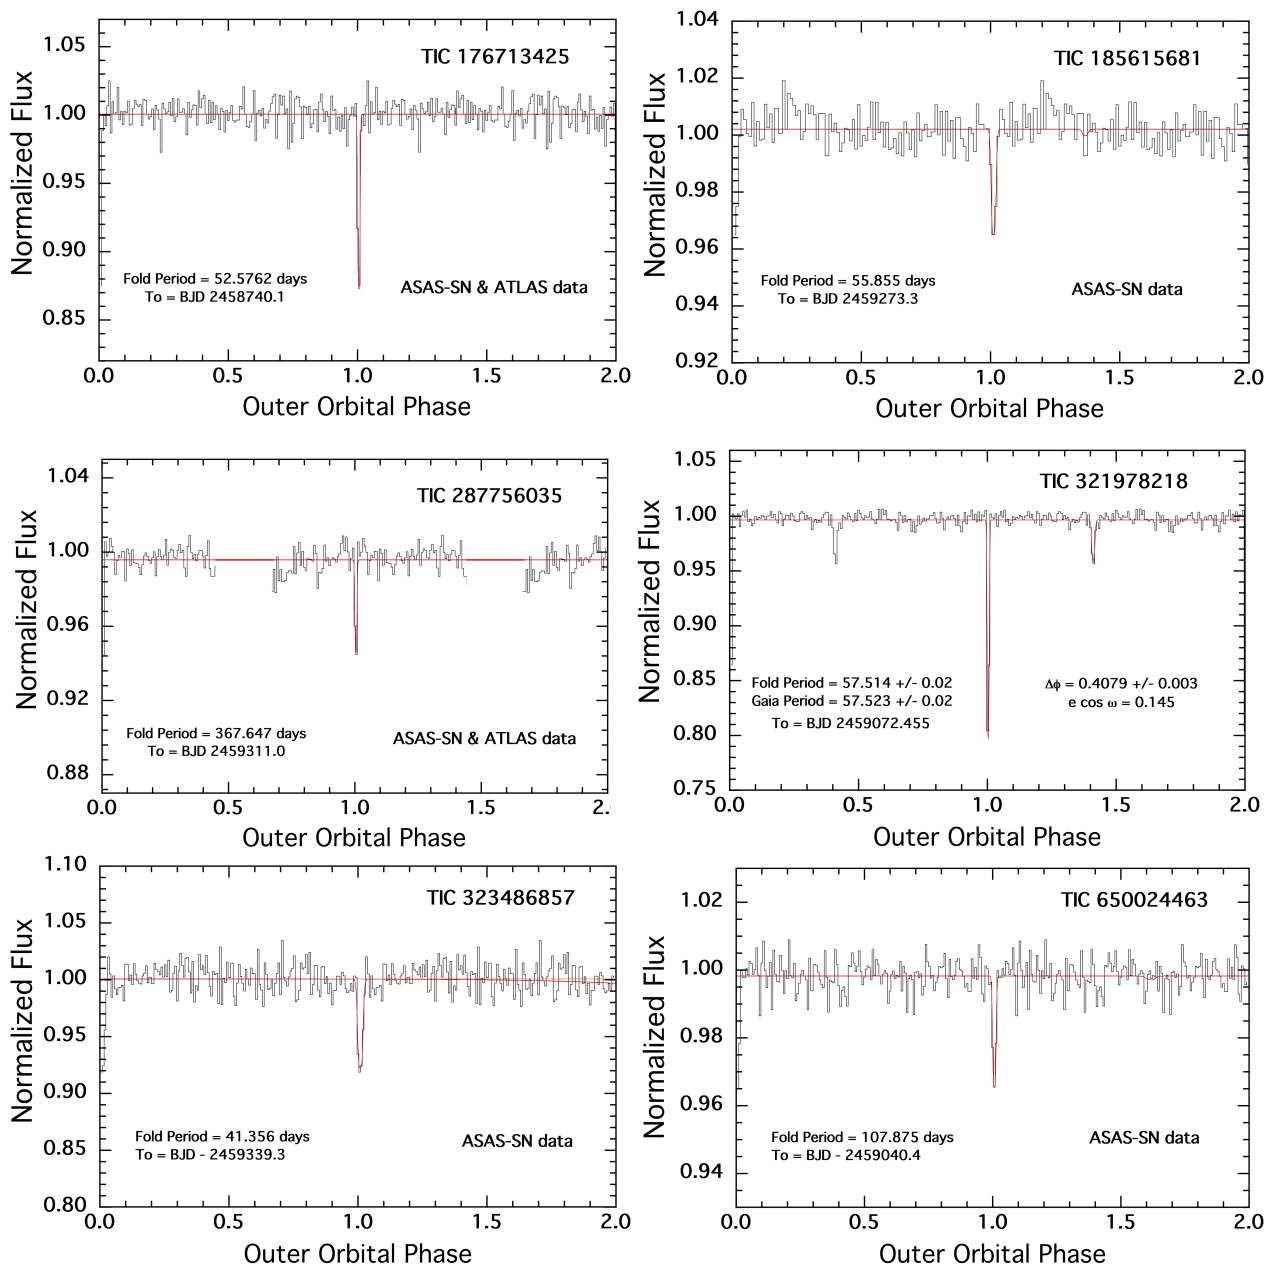 1.05
1.00
0.95
0.90
0.85
Normalized Flux
TIC 176713425
Fold Period = 52.5762 days
To = BJD 2458740.1
ASAS-SN & ATLAS data
0.0 0.5 1.0 1.5 2.0
Outer Orbital Phase
1.04
1.02
1.00
0.98
0.96
0.94
0.92
Normalized Flux
TIC 185615681
Fold Period = 55.855 days
To = BJD 2459273.3
ASAS-SN data
0.0 0.5 1.0 1.5 2.0
Outer Orbital Phase
1.04
1.00
0.96
0.92
0.88
Normalized Flux
TIC 287756035
Fold Period = 367.647 days
To = BJD 2459311.0
ASAS-SN & ATLAS data
0.0 0.5 1.0 1.5 2.
Outer Orbital Phase
1.05
1.00
0.95
0.90
0.85
0.80
0.75
Normalized Flux
TIC 321978218
Fold Period = 57.514 +/- 0.02
Gaia Period = 57.523 +/- 0.02
To = BJD 2459072.455
Δϕ = 0.4079 +/- 0.003
e cos ω = 0.145
0.0 0.5 1.0 1.5 2.0
Outer Orbital Phase
1.10
1.05
1.00
0.95
0.90
0.85
0.80
Normalized Flux
TIC 323486857
Fold Period = 41.356 days
To = BJD - 2459339.3
ASAS-SN data
0.0 0.5 1.0 1.5 2.0
Outer Orbital Phase
1.02
1.00
0.98
0.96
0.94
Normalized Flux
TIC 650024463
Fold Period = 107.875 days
To = BJD - 2459040.4
ASAS-SN data
0.0 0.5 1.0 1.5 2.0
Outer Orbital Phase